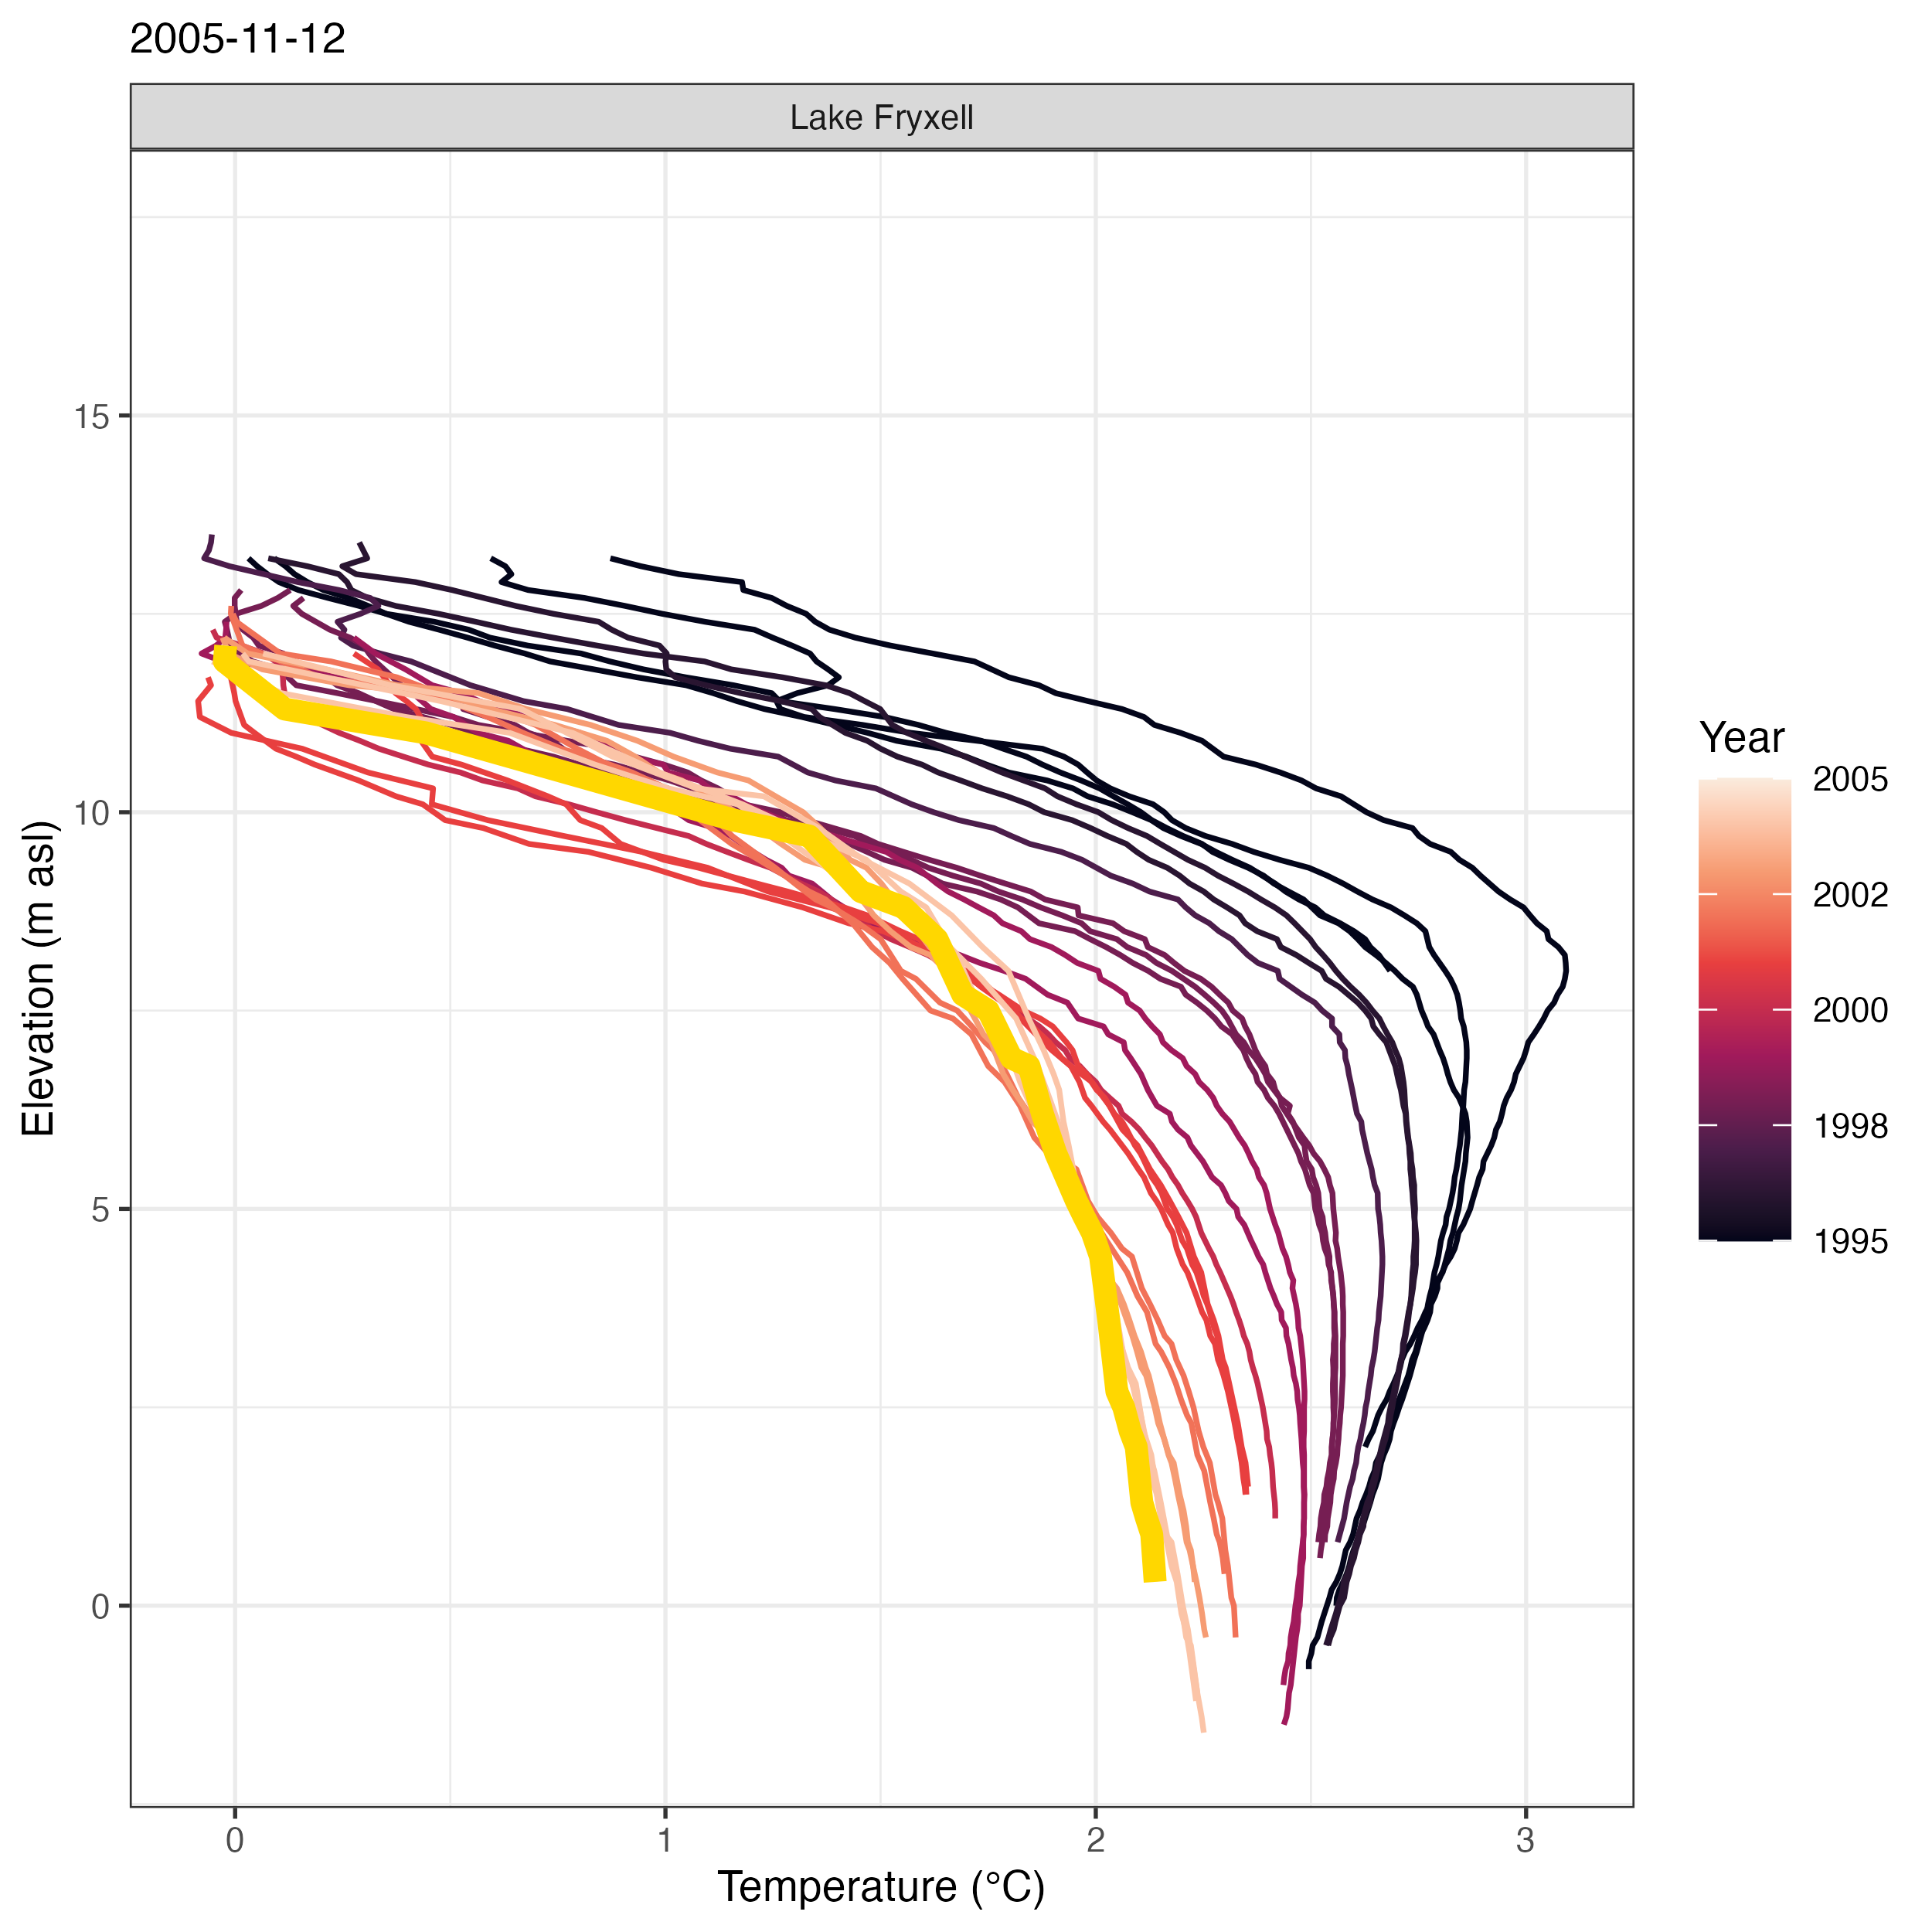 2005-11-12
Lake Fryxell
Elevation (m asl)
15
10
5
0
0 1 2 3
Temperature (°C)
Year
2005
2002
2000
1998
1995